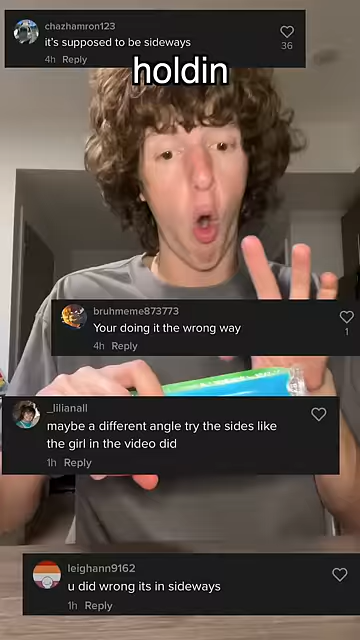 chazhamron123
it's supposed to be sideways
36
4h Reply
holdin
bruhmeme873773
Your doing it the wrong way
1
4h Reply
_lilianall
maybe a different angle try the sides like
the girl in the video did
1h Reply
leighann9162
u did wrong its in sideways
1h Reply